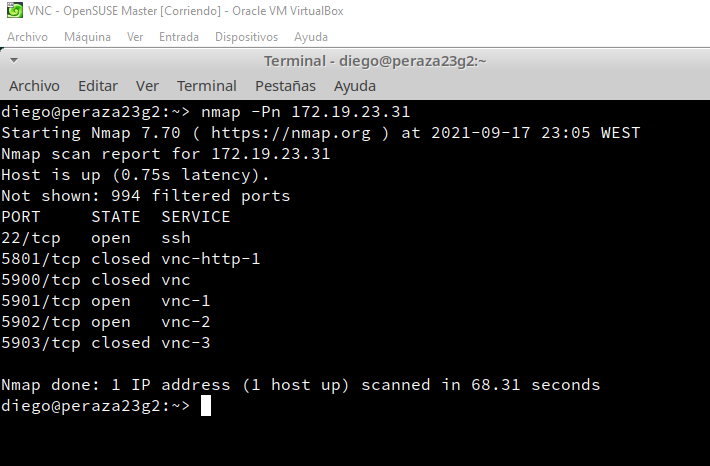 VNC - OpenSUSE Master [Corriendo] - Oracle VM VirtualBox
Archivo Máquina Ver Entrada Dispositivos Ayuda
Terminal - diego@peraza23g2:~
Archivo Editar Ver Terminal Pestañas Ayuda
diego@peraza23g2:~> nmap -Pn 172.19.23.31
Starting Nmap 7.70 ( https://nmap.org ) at 2021-09-17 23:05 WEST
Nmap scan report for 172.19.23.31
Host is up (0.75s latency).
Not shown: 994 filtered ports
PORT     STATE  SERVICE
22/tcp   open   ssh
5801/tcp closed vnc-http-1
5900/tcp closed vnc
5901/tcp open   vnc-1
5902/tcp open   vnc-2
5903/tcp closed vnc-3
Nmap done: 1 IP address (1 host up) scanned in 68.31 seconds
diego@peraza23g2:~>